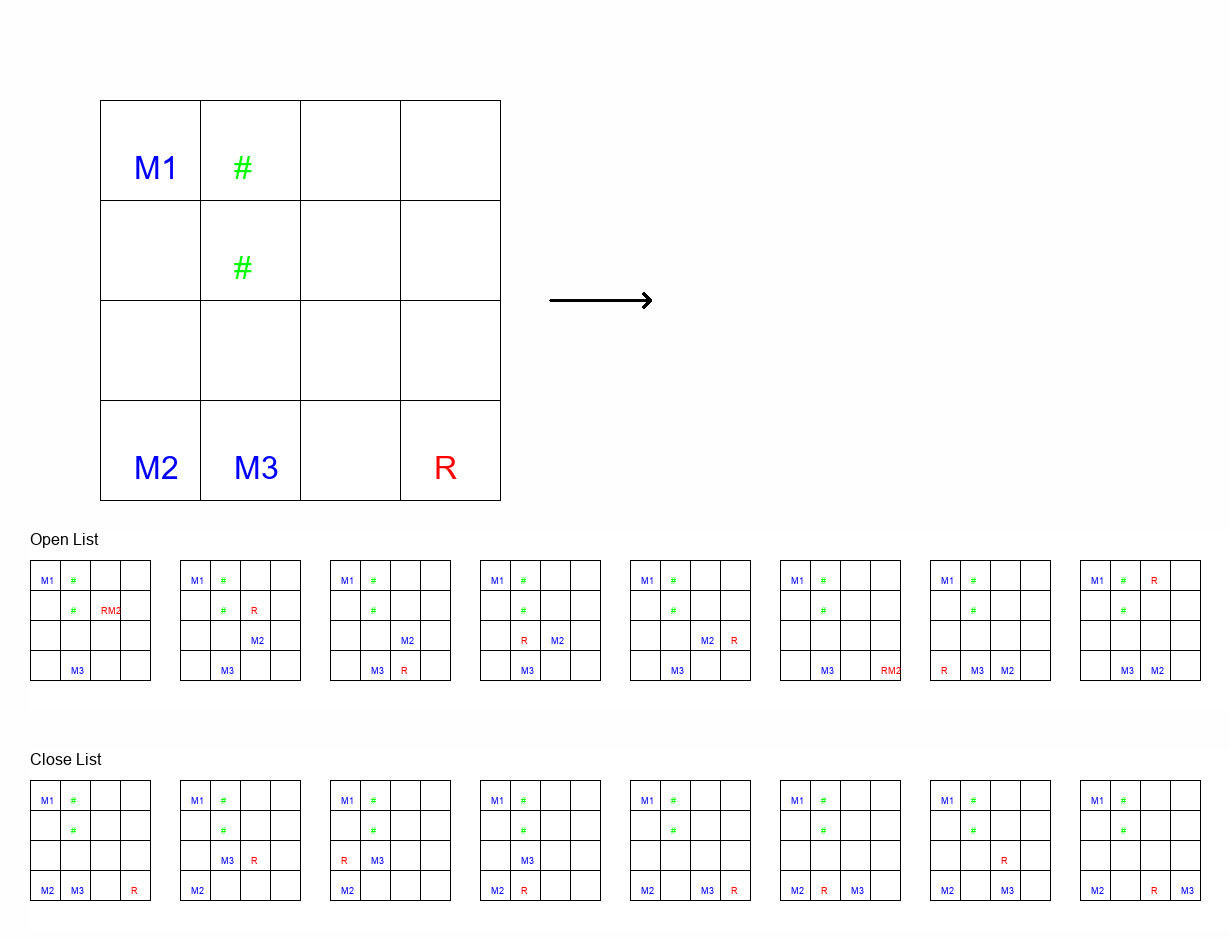 M1 #
#
M2 M3 R
Open List
M1 # M1 # M1 # M1 # M1 # M1 # M1 # M1 # R
# RM2 # R # # # # # #
M2 M2 R M2 M2 R
M3 M3 M3 R M3 M3 M3 RM2 R M3 M2 M3 M2
Close List
M1 # M1 # M1 # M1 # M1 # M1 # M1 # M1 #
# # # # # # # #
M3 R R M3 M3 R
M2 M3 R M2 M2 M2 R M2 M3 R M2 R M3 M2 M3 M2 R M3